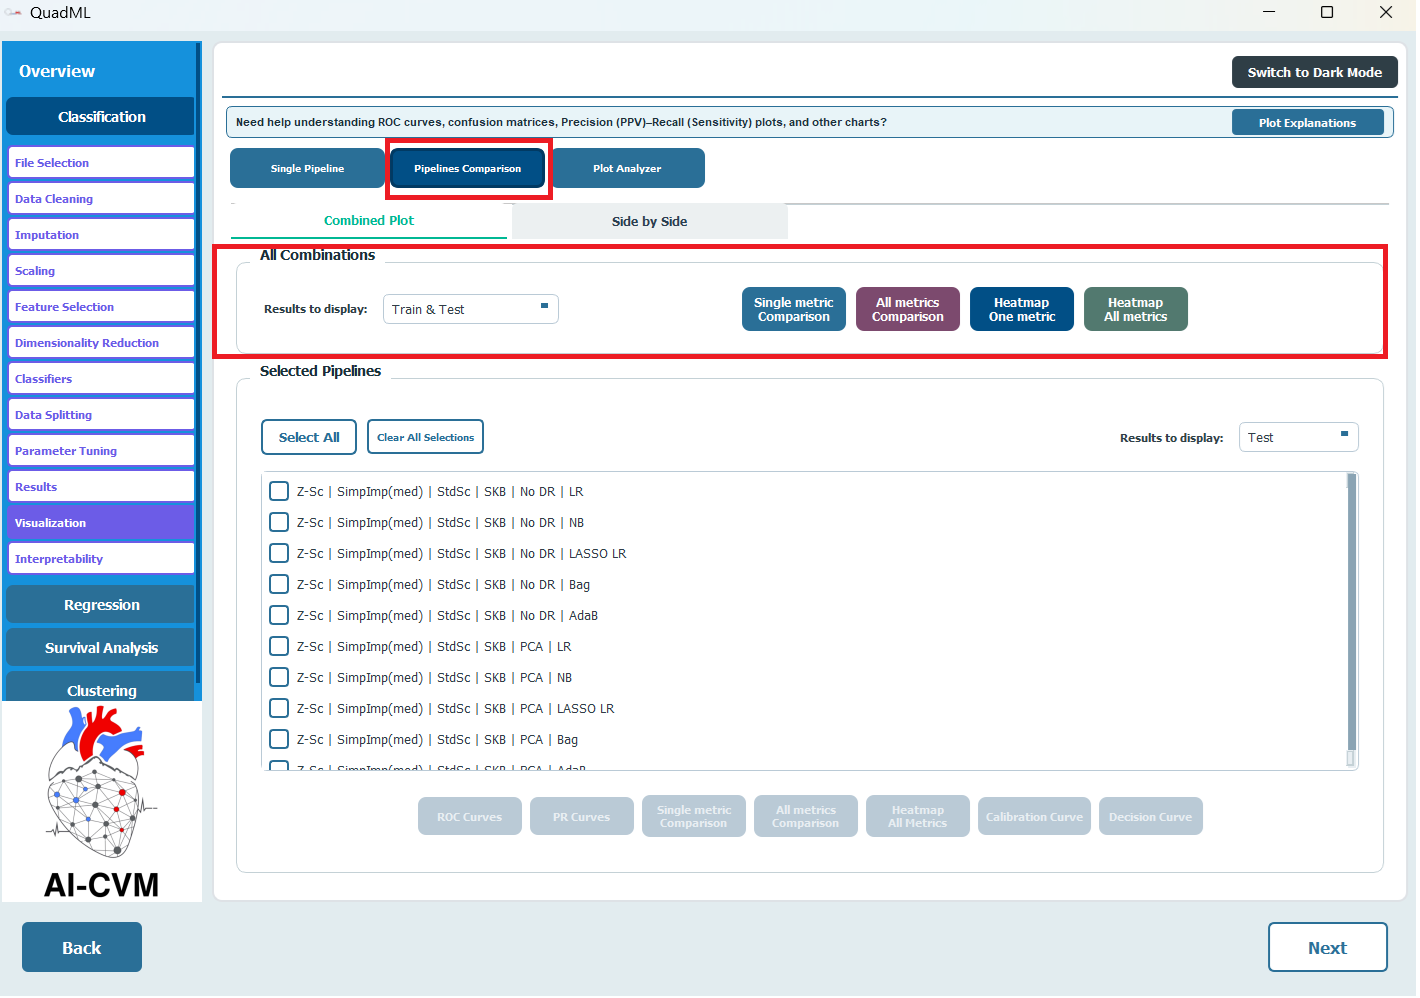 QuadML
Overview
Classification
File Selection
Data Cleaning
Imputation
Scaling
Feature Selection
Dimensionality Reduction
Classifiers
Data Splitting
Parameter Tuning
Results
Visualization
Interpretability
Regression
Survival Analysis
Clustering
AI-CVM
Switch to Dark Mode
Need help understanding ROC curves, confusion matrices, Precision (PPV)–Recall (Sensitivity) plots, and other charts?
Plot Explanations
Single Pipeline
Pipelines Comparison
Plot Analyzer
Combined Plot
Side by Side
All Combinations
Results to display:
Train & Test
Single metric
Comparison
All metrics
Comparison
Heatmap
One metric
Heatmap
All metrics
Selected Pipelines
Select All
Clear All Selections
Results to display:
Test
Z-Sc | SimpImp(med) | StdSc | SKB | No DR | LR
Z-Sc | SimpImp(med) | StdSc | SKB | No DR | NB
Z-Sc | SimpImp(med) | StdSc | SKB | No DR | LASSO LR
Z-Sc | SimpImp(med) | StdSc | SKB | No DR | Bag
Z-Sc | SimpImp(med) | StdSc | SKB | No DR | AdaB
Z-Sc | SimpImp(med) | StdSc | SKB | PCA | LR
Z-Sc | SimpImp(med) | StdSc | SKB | PCA | NB
Z-Sc | SimpImp(med) | StdSc | SKB | PCA | LASSO LR
Z-Sc | SimpImp(med) | StdSc | SKB | PCA | Bag
Z-Sc | SimpImp(med) | StdSc | SKB | PCA | AdaB
ROC Curves
PR Curves
Single metric
Comparison
All metrics
Comparison
Heatmap
All Metrics
Calibration Curve
Decision Curve
Back
Next